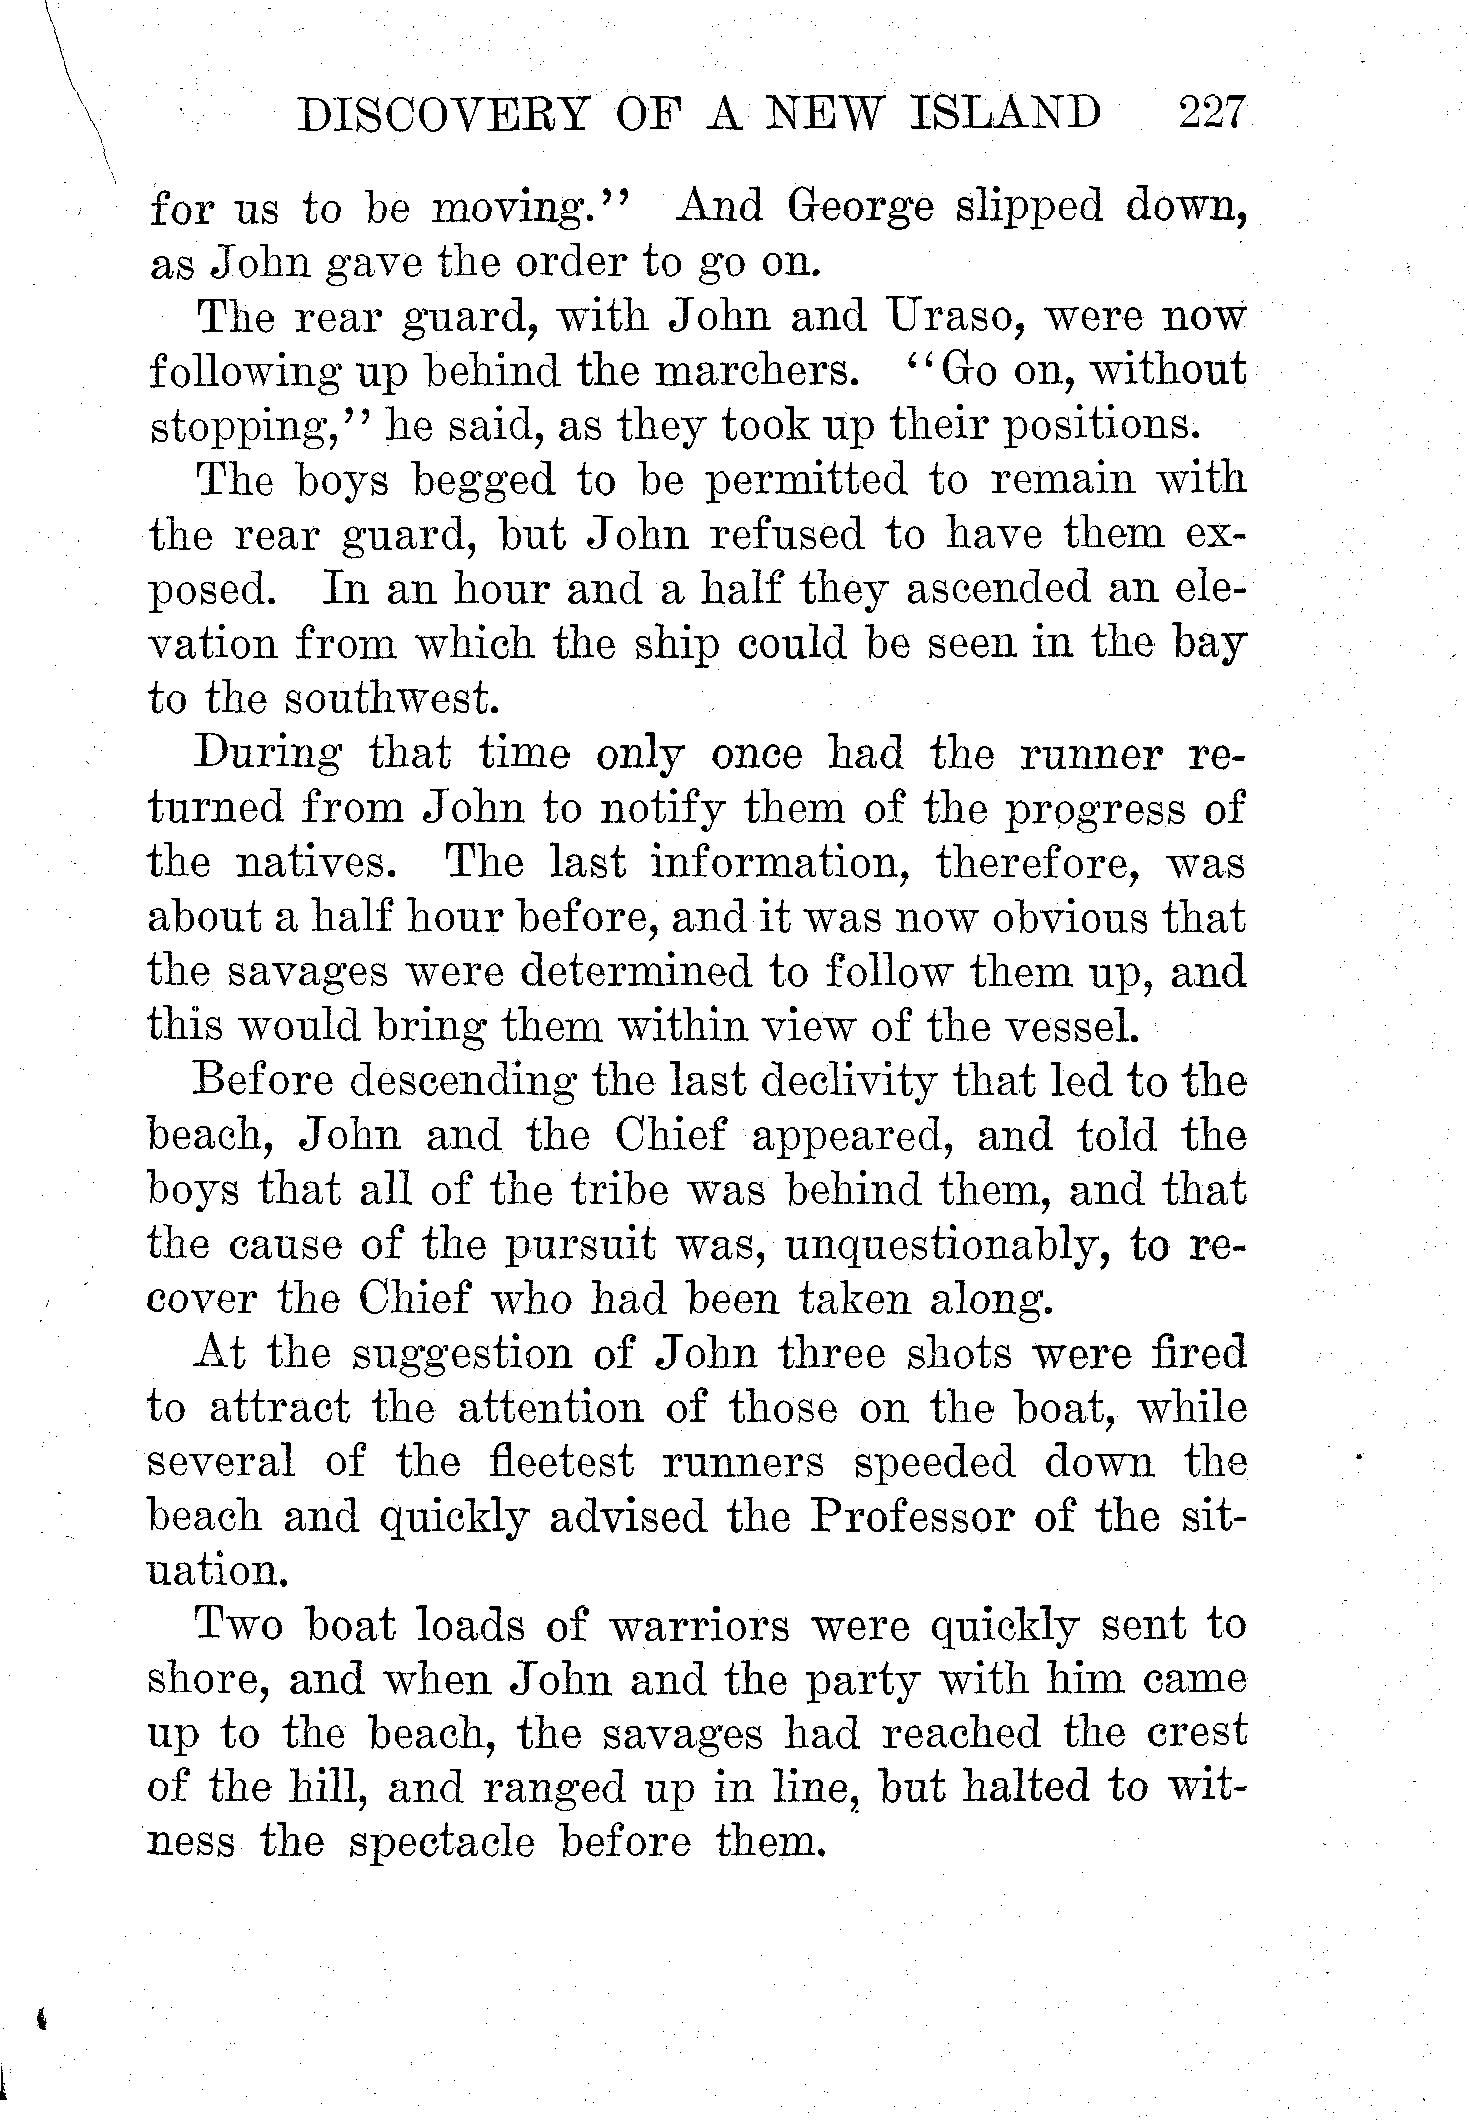 DISCOVERY OF A NEW ISLAND 227
for us to be moving.'' And George slipped down,
as John gave the order to go on.
The rear guard, with John and Uraso, were now
following up behind the marchers. ''Go on, without
stopping,'' he said, as they took up their positions.
The boys begged to be permitted to remain with
the rear guard, but John refused to have them ex-
posed. In an hour and a half they ascended an ele-
vation from which the ship could be seen in the bay
to the southwest.
During that time only once had the runner re-
turned from John to notify them of the progress of
the natives. The last information, therefore, was
about a half hour before, and it was now obvious that
the savages were determined to follow them up, and
this would bring them within view of the vessel.
Before descending the last declivity that led to the
beach, John and the Chief appeared, and told the
boys that all of the tribe was behind them, and that
the cause of the pursuit was, unquestionably, to re-
cover the Chief who had been taken along.
At the suggestion of John three shots were fired
to attract the attention of those on the boat, while
several of the fleetest runners speeded down the
beach and quickly advised the Professor of the sit-
uation.
Two boat loads of warriors were quickly sent to
shore, and when John and the party with him came
up to the beach, the savages had reached the crest
of the hill, and ranged up in line, but halted to wit-
ness the spectacle before them.